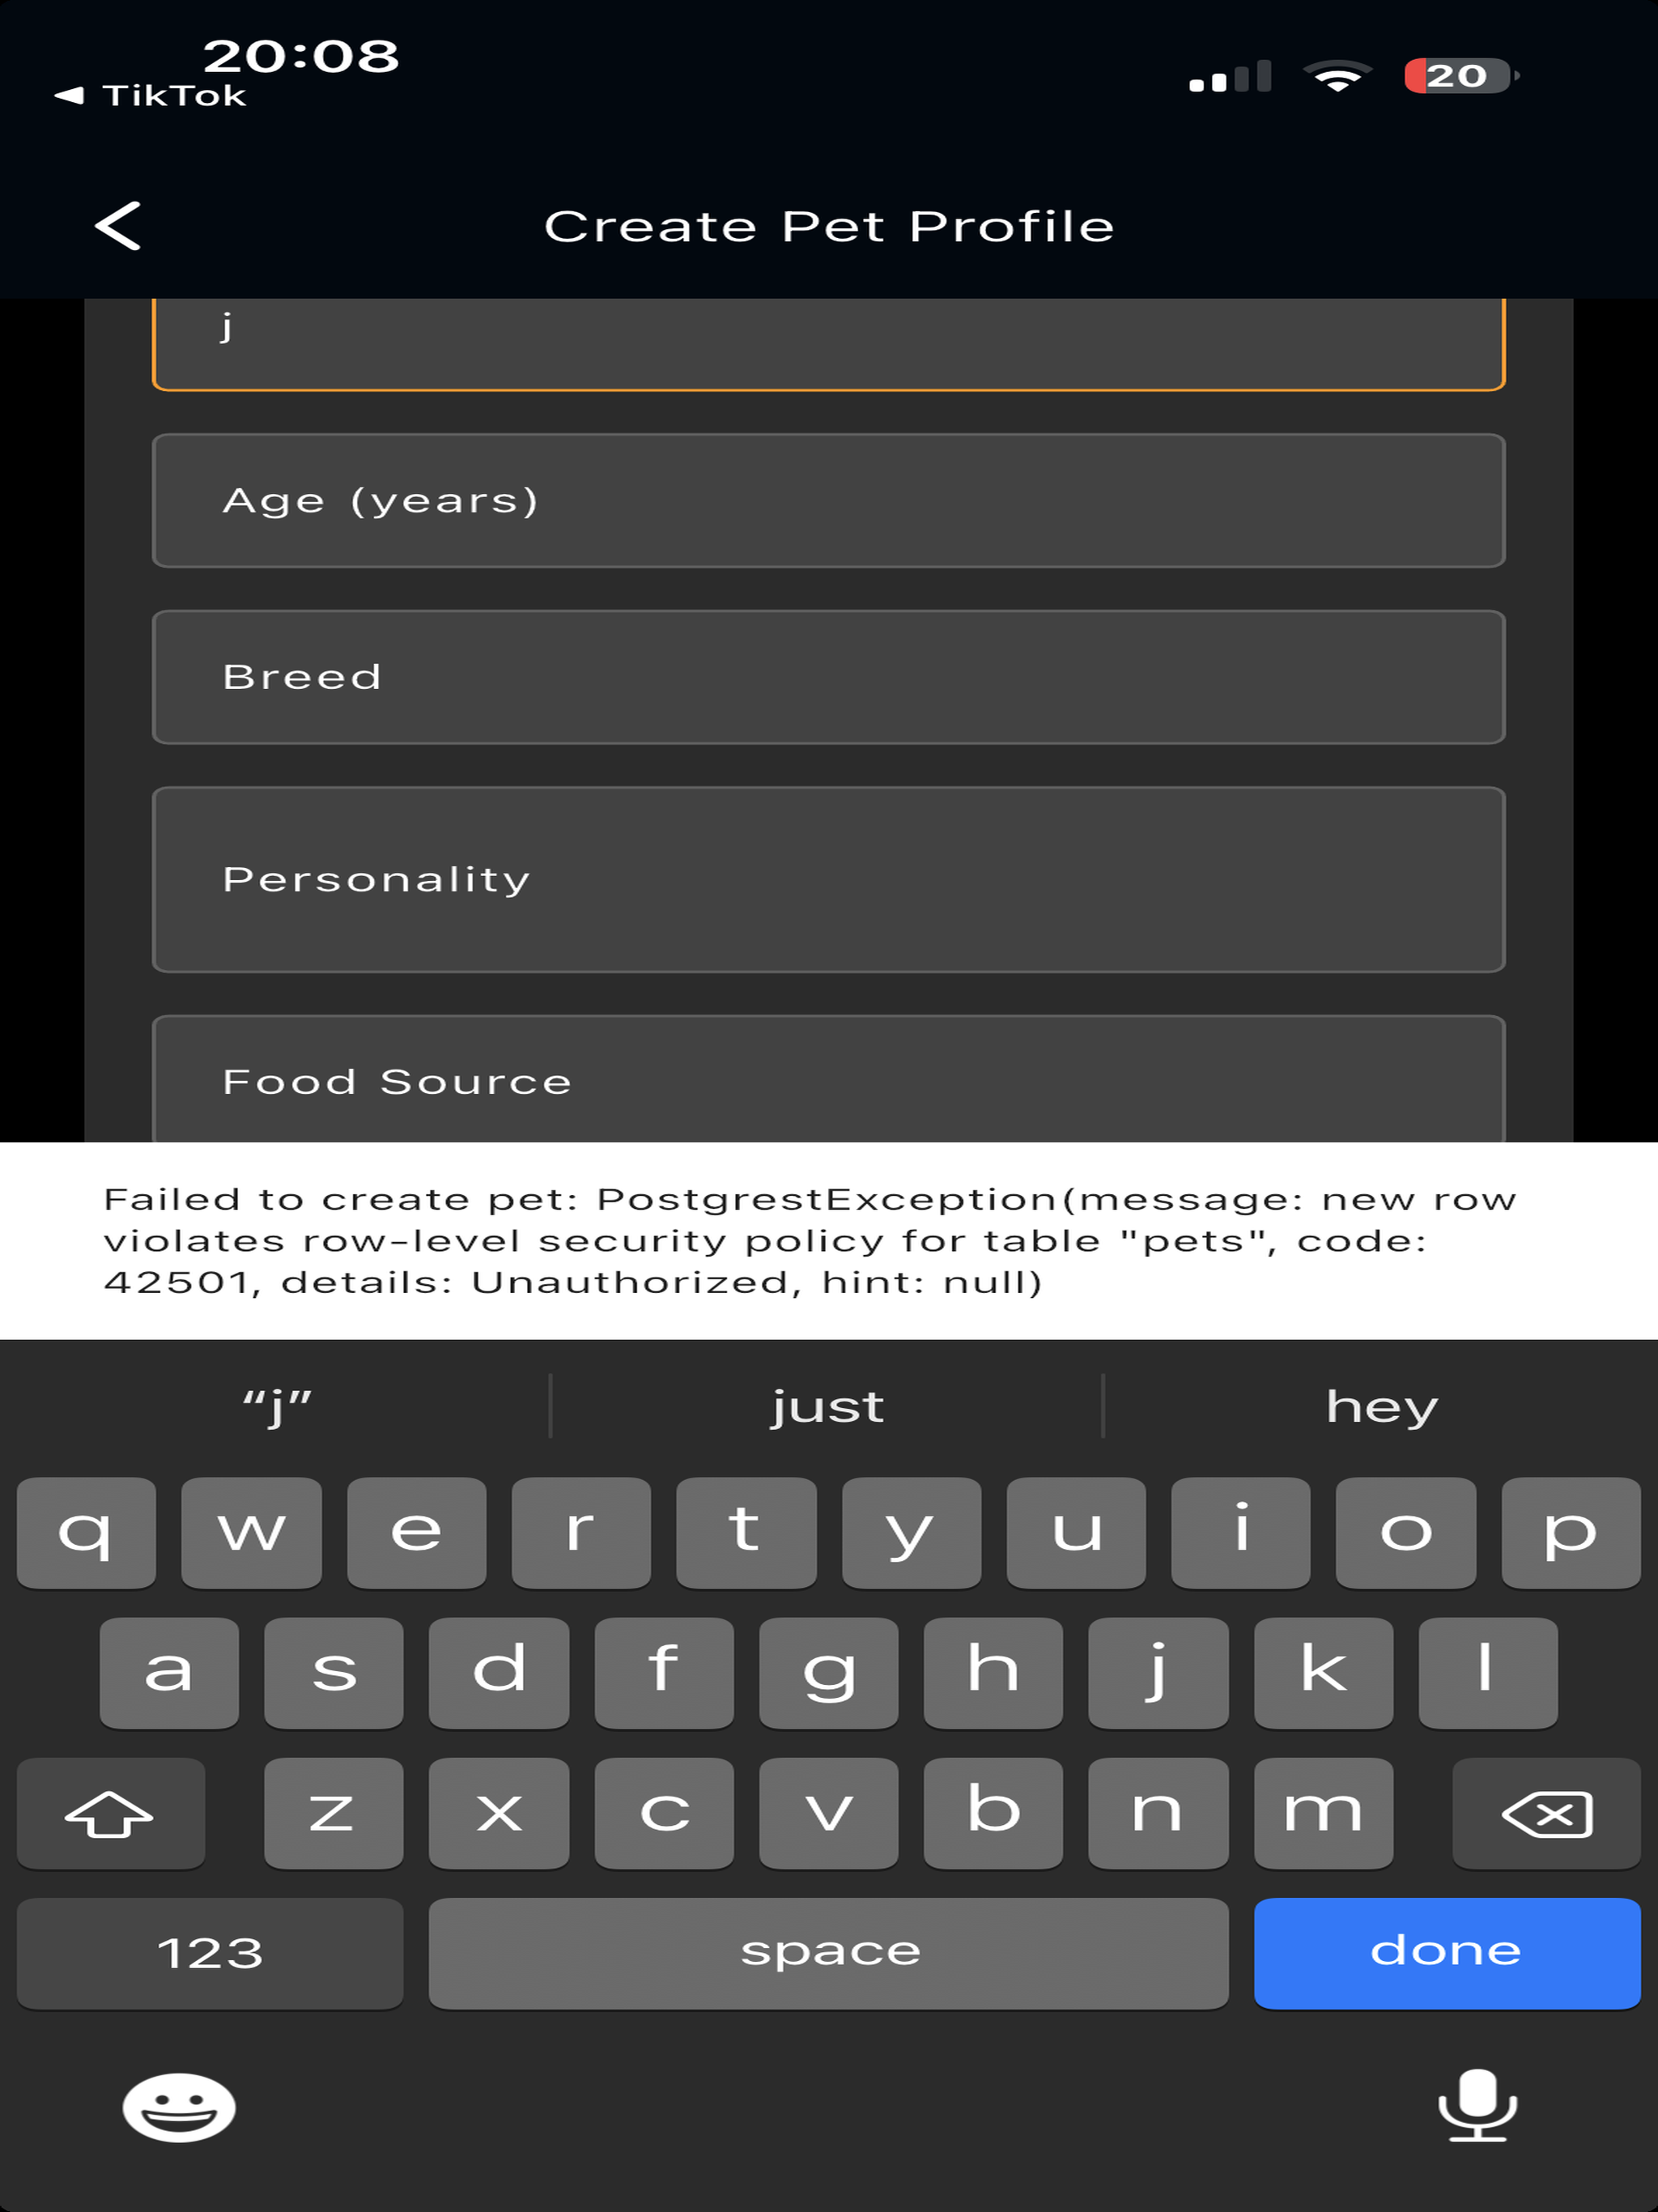 20:08
TikTok
20
Create Pet Profile
j
Age (years)
Breed
Personality
Food Source
Failed to create pet: PostgrestException(message: new row
violates row-level security policy for table "pets", code:
42501, details: Unauthorized, hint: null)
“j” just hey
q w e r t y u i o p
a s d f g h j k l
z x c v b n m
123 space done